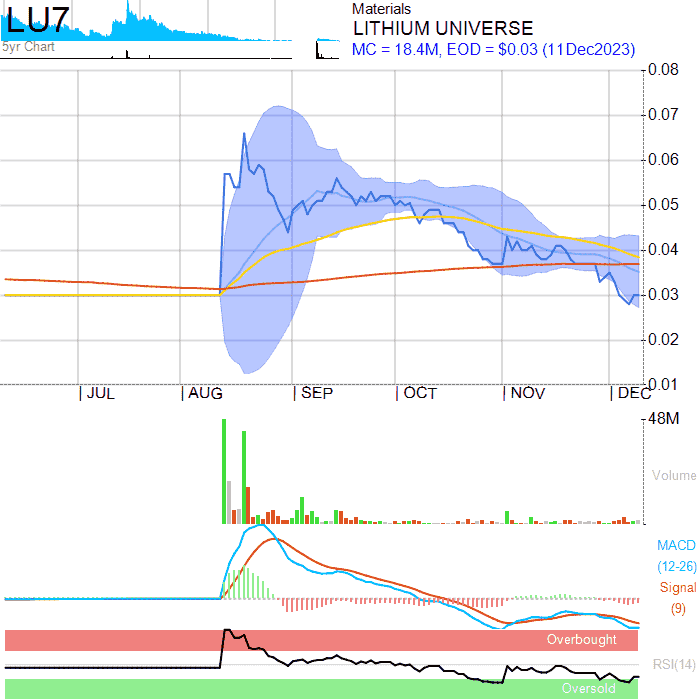 LU7
5yr Chart
Materials
LITHIUM UNIVERSE
MC = 18.4M, EOD = $0.03 (11Dec2023)
0.08
0.07
0.06
0.05
0.04
0.03
0.02
0.01
JUL AUG SEP OCT NOV DEC
48M
Volume
MACD
(12-26)
Signal
(9)
Overbought
RSI(14)
Oversold